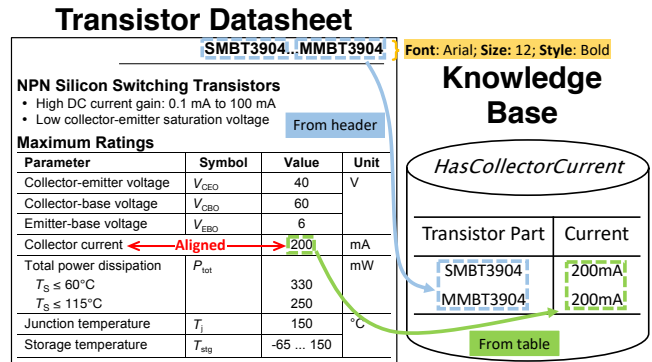 Transistor Datasheet
SMBT3904...MMBT3904
Font: Arial; Size: 12; Style: Bold
NPN Silicon Switching Transistors
• High DC current gain: 0.1 mA to 100 mA
• Low collector-emitter saturation voltage
From header
Maximum Ratings
Parameter Symbol Value Unit
Collector-emitter voltage VCEO 40 V
Collector-base voltage VCBO 60
Emitter-base voltage VEBO 6
Collector current Aligned 200 mA
Total power dissipation Ptot mW
TS ≤ 60°C 330
TS ≤ 115°C 250
Junction temperature Tj 150 °C
Storage temperature Tstg -65 ... 150
Knowledge
Base
HasCollectorCurrent
Transistor Part Current
SMBT3904 200mA
MMBT3904 200mA
From table